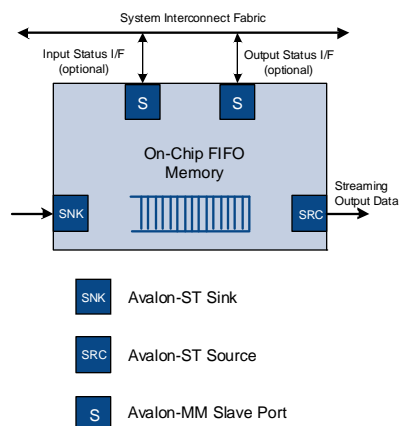 System Interconnect Fabric
Input Status I/F
(optional)
Output Status I/F
(optional)
S
S
On-Chip FIFO
Memory
Streaming
Output Data
SNK
SRC
SNK
Avalon-ST Sink
SRC
Avalon-ST Source
S
Avalon-MM Slave Port